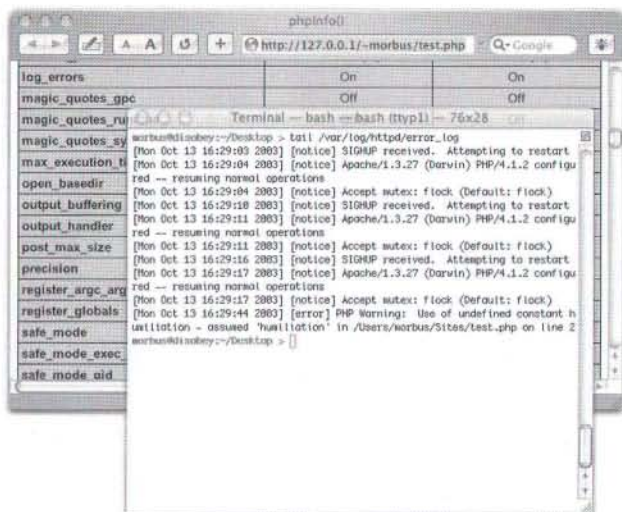 phpinfo()
http://127.0.0.1/~morbus/test.php
Google
log_errors On On
magic_quotes_gpc Off Off
magic_quotes_ru
magic_quotes_sy
max_execution_ti
open_basedir
output_buffering
output_handler
post_max_size
precision
register_argc_arg
register_globals
safe_mode
safe_mode_exec_
safe_mode_gid
Terminal — bash — bash (ttyp1) — 76x28
morbus@disobey:~/Desktop > tail /var/log/httpd/error_log
[Mon Oct 13 16:29:03 2003] [notice] SIGHUP received.  Attempting to restart
[Mon Oct 13 16:29:04 2003] [notice] Apache/1.3.27 (Darwin) PHP/4.1.2 configu
red -- resuming normal operations
[Mon Oct 13 16:29:04 2003] [notice] Accept mutex: flock (Default: flock)
[Mon Oct 13 16:29:10 2003] [notice] SIGHUP received.  Attempting to restart
[Mon Oct 13 16:29:11 2003] [notice] Apache/1.3.27 (Darwin) PHP/4.1.2 configu
red -- resuming normal operations
[Mon Oct 13 16:29:11 2003] [notice] Accept mutex: flock (Default: flock)
[Mon Oct 13 16:29:16 2003] [notice] SIGHUP received.  Attempting to restart
[Mon Oct 13 16:29:17 2003] [notice] Apache/1.3.27 (Darwin) PHP/4.1.2 configu
red -- resuming normal operations
[Mon Oct 13 16:29:17 2003] [notice] Accept mutex: flock (Default: flock)
[Mon Oct 13 16:29:44 2003] [error] PHP Warning:  Use of undefined constant h
umiliation - assumed 'humiliation' in /Users/morbus/Sites/test.php on line 2
morbus@disobey:~/Desktop >